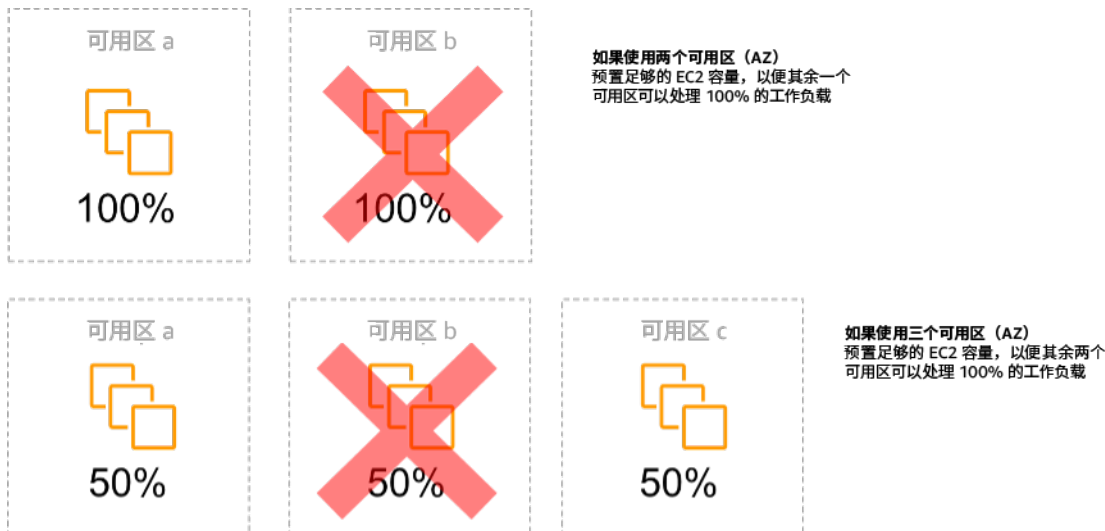 可用区 a
可用区 b
如果使用两个可用区（AZ）
预置足够的 EC2 容量，以便其余一个
可用区可以处理 100% 的工作负载
100%
100%
可用区 a
可用区 b
可用区 c
如果使用三个可用区（AZ）
预置足够的 EC2 容量，以便其余两个
可用区可以处理 100% 的工作负载
50%
50%
50%